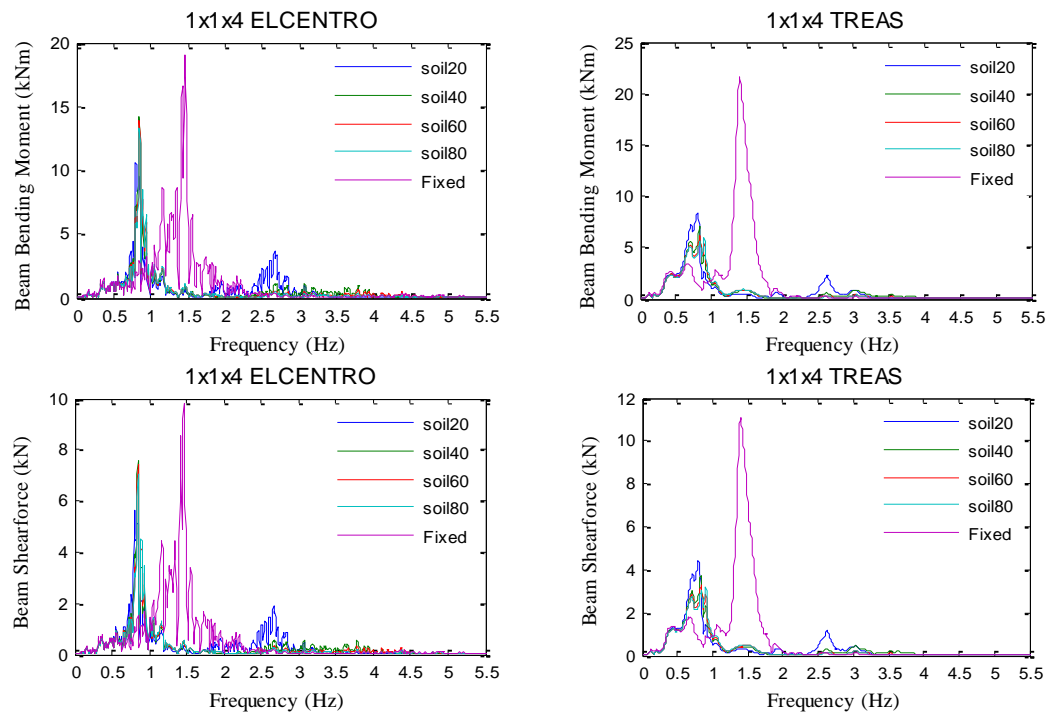 1x1x4 ELCENTRO
Beam Bending Moment (kNm)
20
15
10
5
0
soil20
soil40
soil60
soil80
Fixed
0 0.5 1 1.5 2 2.5 3 3.5 4 4.5 5 5.5
Frequency (Hz)
1x1x4 TREAS
Beam Bending Moment (kNm)
25
20
15
10
5
0
soil20
soil40
soil60
soil80
Fixed
0 0.5 1 1.5 2 2.5 3 3.5 4 4.5 5 5.5
Frequency (Hz)
1x1x4 ELCENTRO
Beam Shearforce (kN)
10
8
6
4
2
0
soil20
soil40
soil60
soil80
Fixed
0 0.5 1 1.5 2 2.5 3 3.5 4 4.5 5 5.5
Frequency (Hz)
1x1x4 TREAS
Beam Shearforce (kN)
12
10
8
6
4
2
0
soil20
soil40
soil60
soil80
Fixed
0 0.5 1 1.5 2 2.5 3 3.5 4 4.5 5 5.5
Frequency (Hz)